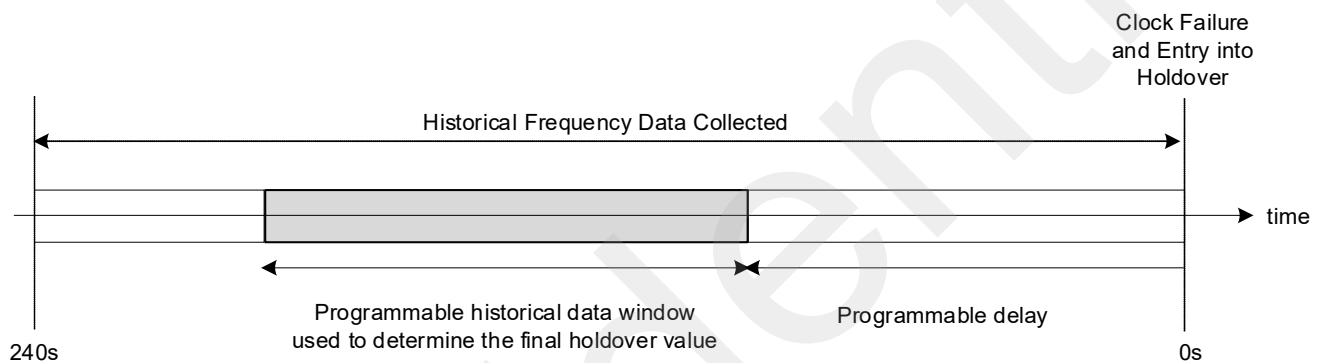 Clock Failure
and Entry into
Holdover
Historical Frequency Data Collected
time
Programmable historical data window
used to determine the final holdover value
Programmable delay
240s
0s